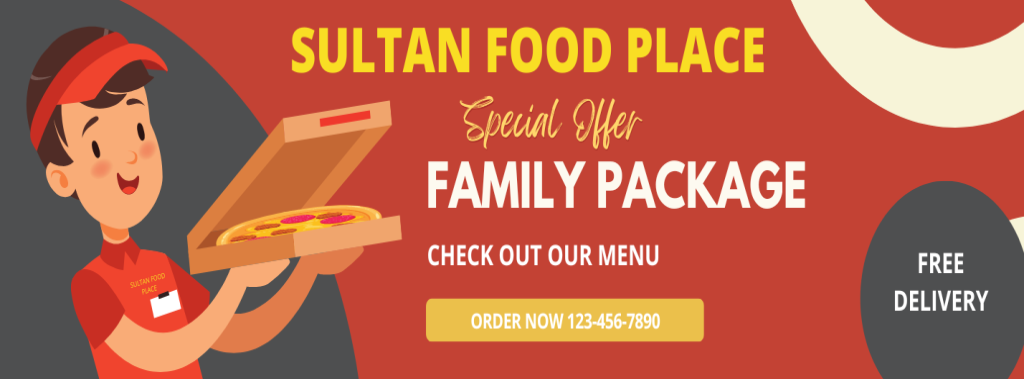 SULTAN FOOD PLACE
Special Offer
FAMILY PACKAGE
CHECK OUT OUR MENU
ORDER NOW 123-456-7890
FREE
DELIVERY
SULTAN FOOD
PLACE